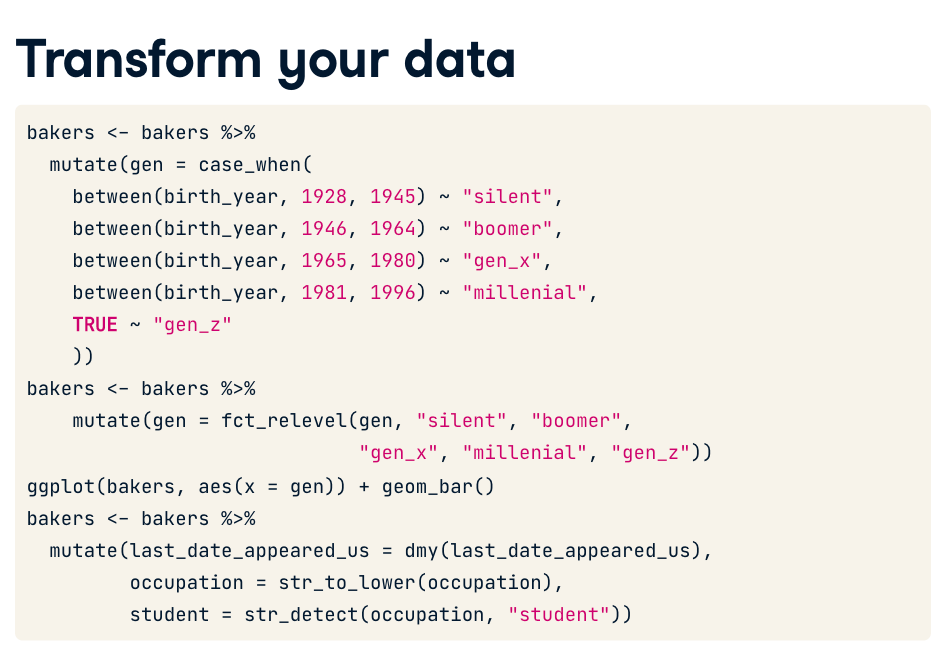 Transform your data
bakers <- bakers %>%
  mutate(gen = case_when(
    between(birth_year, 1928, 1945) ~ "silent",
    between(birth_year, 1946, 1964) ~ "boomer",
    between(birth_year, 1965, 1980) ~ "gen_x",
    between(birth_year, 1981, 1996) ~ "millenial",
    TRUE ~ "gen_z"
    ))
bakers <- bakers %>%
    mutate(gen = fct_relevel(gen, "silent", "boomer",
                             "gen_x", "millenial", "gen_z"))
ggplot(bakers, aes(x = gen)) + geom_bar()
bakers <- bakers %>%
  mutate(last_date_appeared_us = dmy(last_date_appeared_us),
         occupation = str_to_lower(occupation),
         student = str_detect(occupation, "student"))